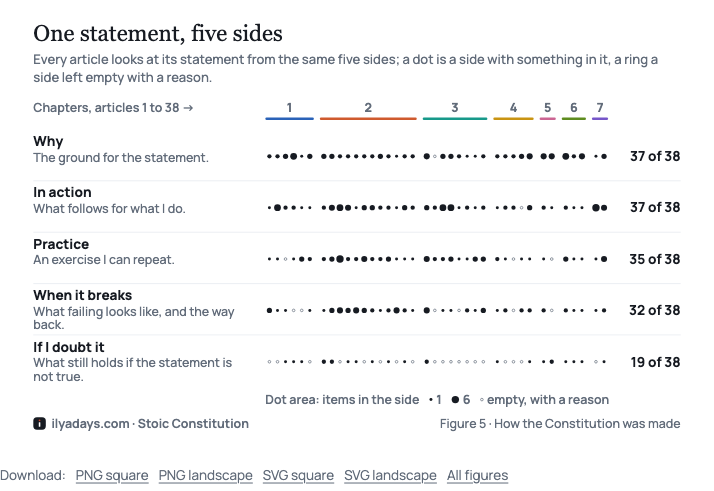 One statement, five sides
Every article looks at its statement from the same five sides; a dot is a side with something in it, a ring a
side left empty with a reason.
Chapters, articles 1 to 38 → 1 2 3 4 5 6 7
Why
The ground for the statement.
37 of 38
In action
What follows for what I do.
37 of 38
Practice
An exercise I can repeat.
35 of 38
When it breaks
What failing looks like, and the way
back.
32 of 38
If I doubt it
What still holds if the statement is
not true.
19 of 38
Dot area: items in the side 1 6 empty, with a reason
ilyadays.com · Stoic Constitution Figure 5 · How the Constitution was made
Download: PNG square PNG landscape SVG square SVG landscape All figures